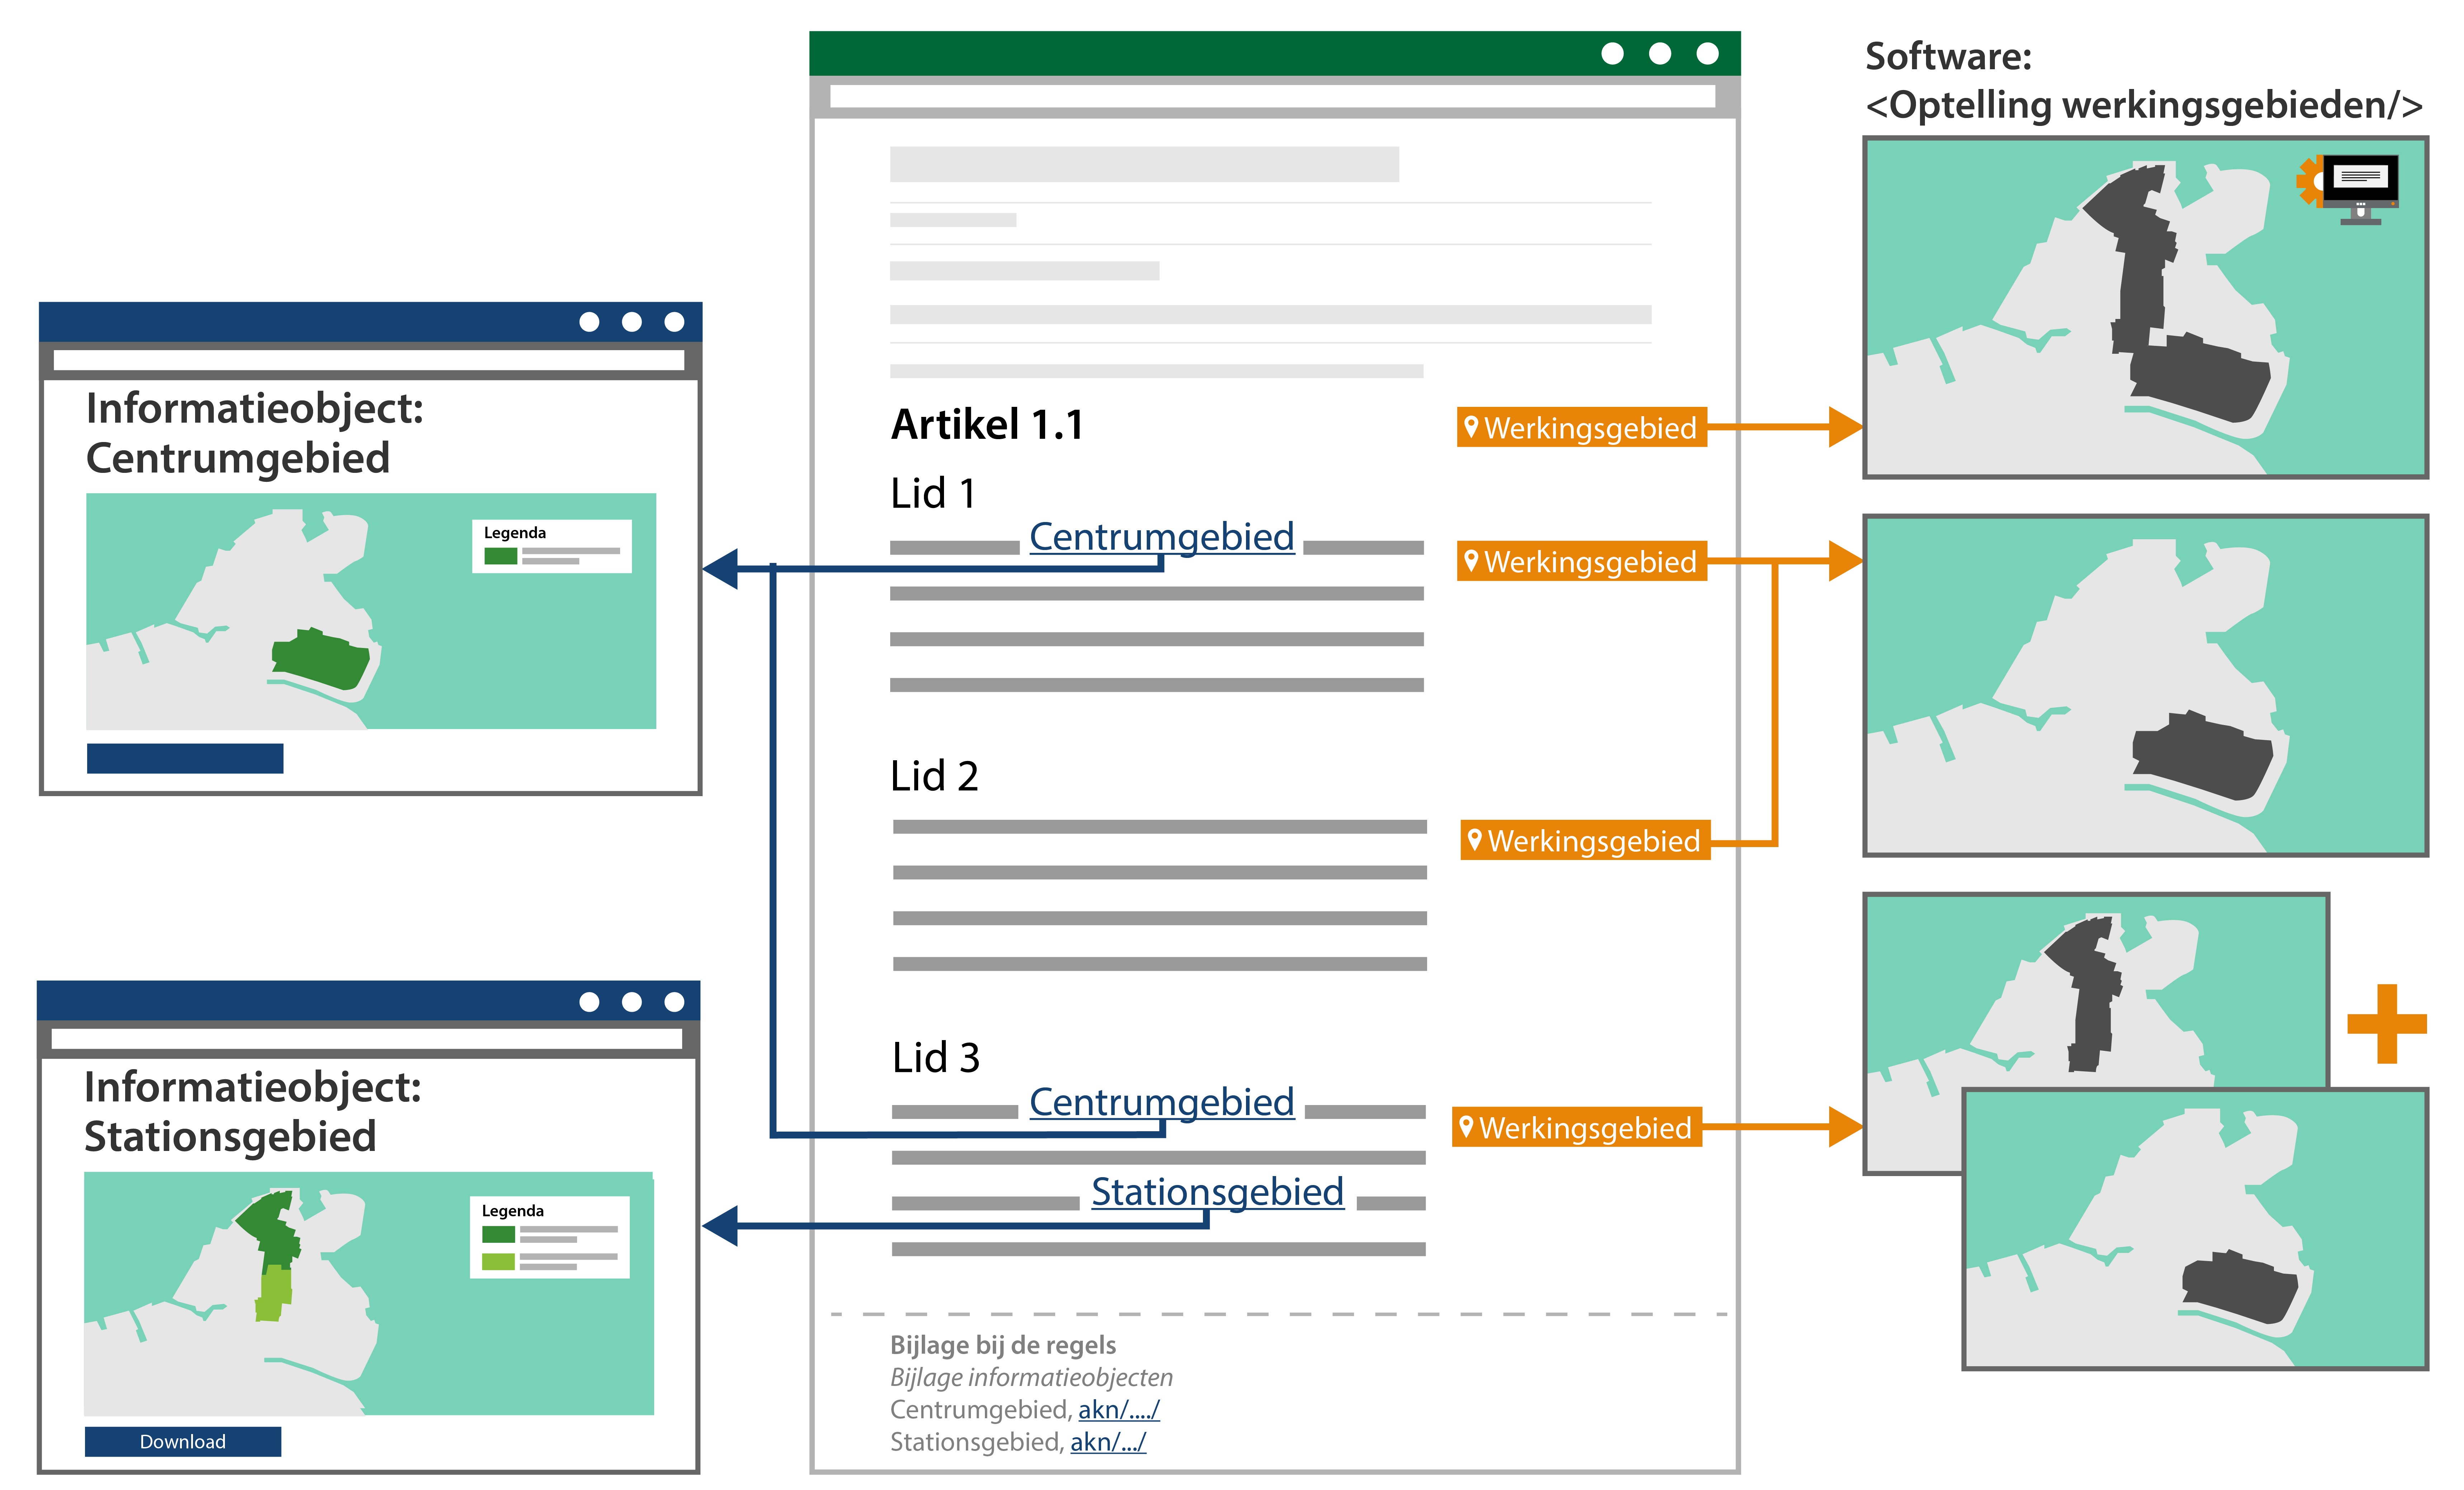 Informatieobject:
Centrumgebied
Legenda
Informatieobject:
Stationsgebied
Legenda
Download
Artikel 1.1
Werkingsgebied
Lid 1
Centrumgebied
Werkingsgebied
Lid 2
Werkingsgebied
Lid 3
Centrumgebied
Werkingsgebied
Stationsgebied
Bijlage bij de regels
Bijlage informatieobjecten
Centrumgebied, akn/..../
Stationsgebied, akn/.../
Software:
<Optelling werkingsgebieden/>